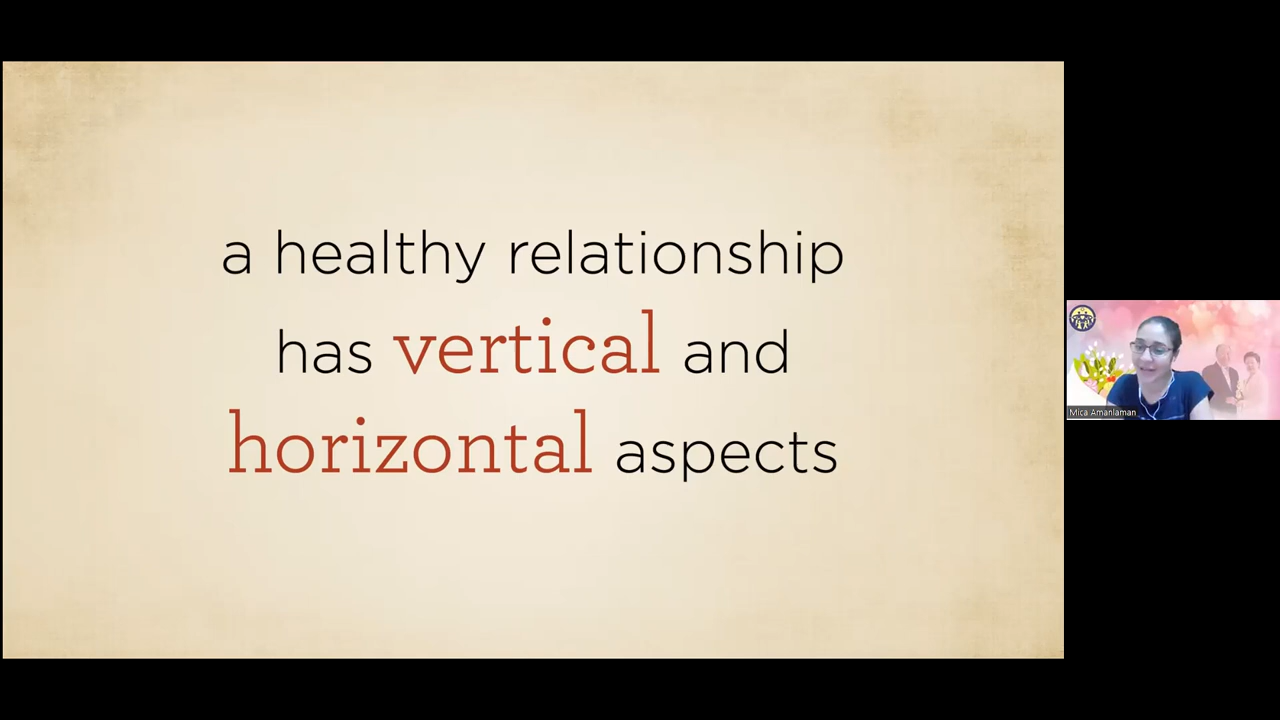 a healthy relationship
has vertical and
horizontal aspects
Mica Amanlaman